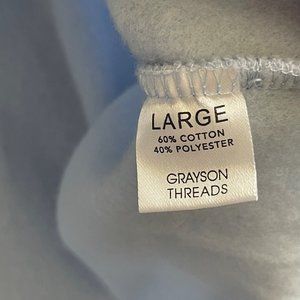 LARGE
60% COTTON
40% POLYESTER
GRAYSON
THREADS